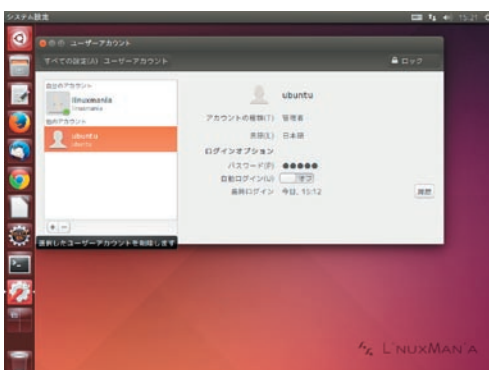 システム設定
15:21
ユーザーアカウント
すべての設定(A) ユーザーアカウント
ロック
自分のアカウント
linuxmania
linuxmania
他のアカウント
ubuntu
ubuntu
ubuntu
アカウントの種類(T) 管理者
言語(L) 日本語
ログインオプション
パスワード(P) ●●●●●
自動ログイン(U) オフ
最終ログイン 今日, 15:12
履歴
+ -
選択したユーザーアカウントを削除します
LINUXMANIA